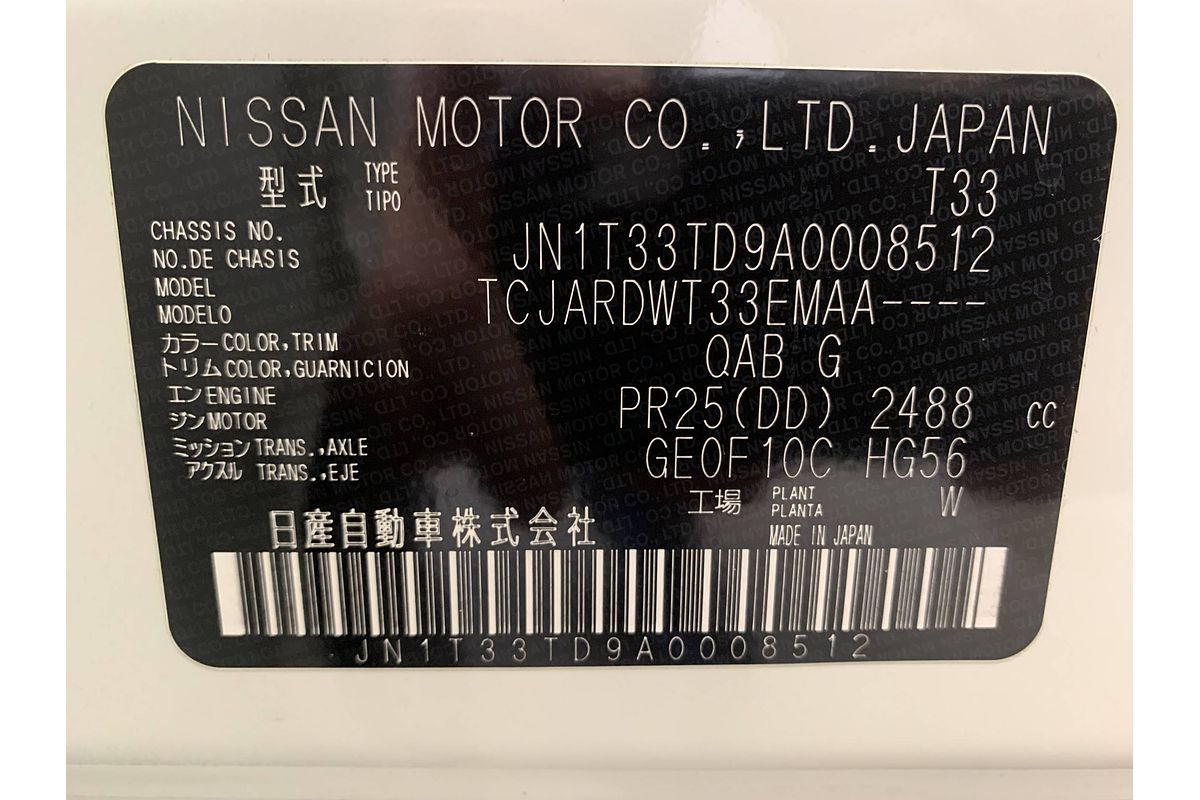 NISSAN MOTOR CO.,LTD.JAPAN
型式 TYPE TIPO T33
CHASSIS NO.
NO.DE CHASIS JN1T33TD9A0008512
MODEL
MODELO TCJARDWT33EMAA----
カラー COLOR,TRIM
トリム COLOR,GUARNICION QAB G
エン ENGINE
ジン MOTOR PR25(DD) 2488 CC
ミッション TRANS.,AXLE
アクスル TRANS.,EJE GE0F10C HG56
工場 PLANT PLANTA W
日産自動車株式会社 MADE IN JAPAN
JN1T33TD9A0008512